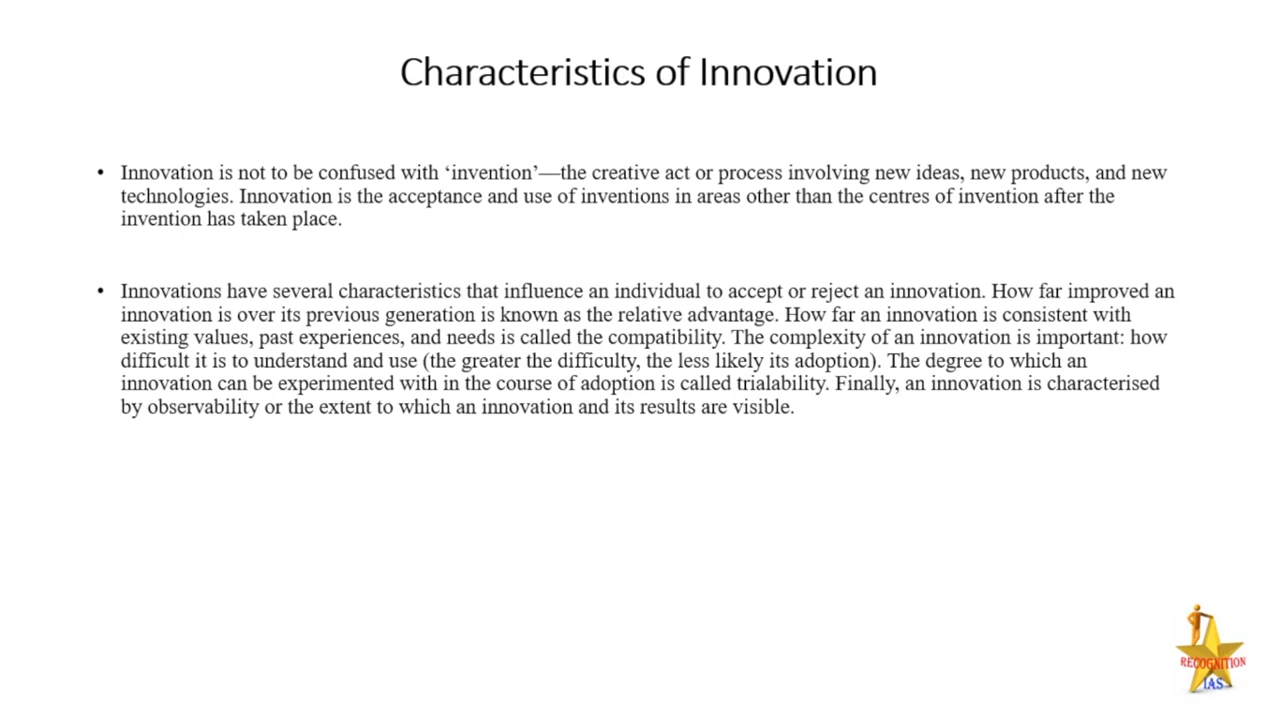 Characteristics of Innovation
• Innovation is not to be confused with ‘invention’—the creative act or process involving new ideas, new products, and new
technologies. Innovation is the acceptance and use of inventions in areas other than the centres of invention after the
invention has taken place.
• Innovations have several characteristics that influence an individual to accept or reject an innovation. How far improved an
innovation is over its previous generation is known as the relative advantage. How far an innovation is consistent with
existing values, past experiences, and needs is called the compatibility. The complexity of an innovation is important: how
difficult it is to understand and use (the greater the difficulty, the less likely its adoption). The degree to which an
innovation can be experimented with in the course of adoption is called trialability. Finally, an innovation is characterised
by observability or the extent to which an innovation and its results are visible.
RECOGNITION
IAS